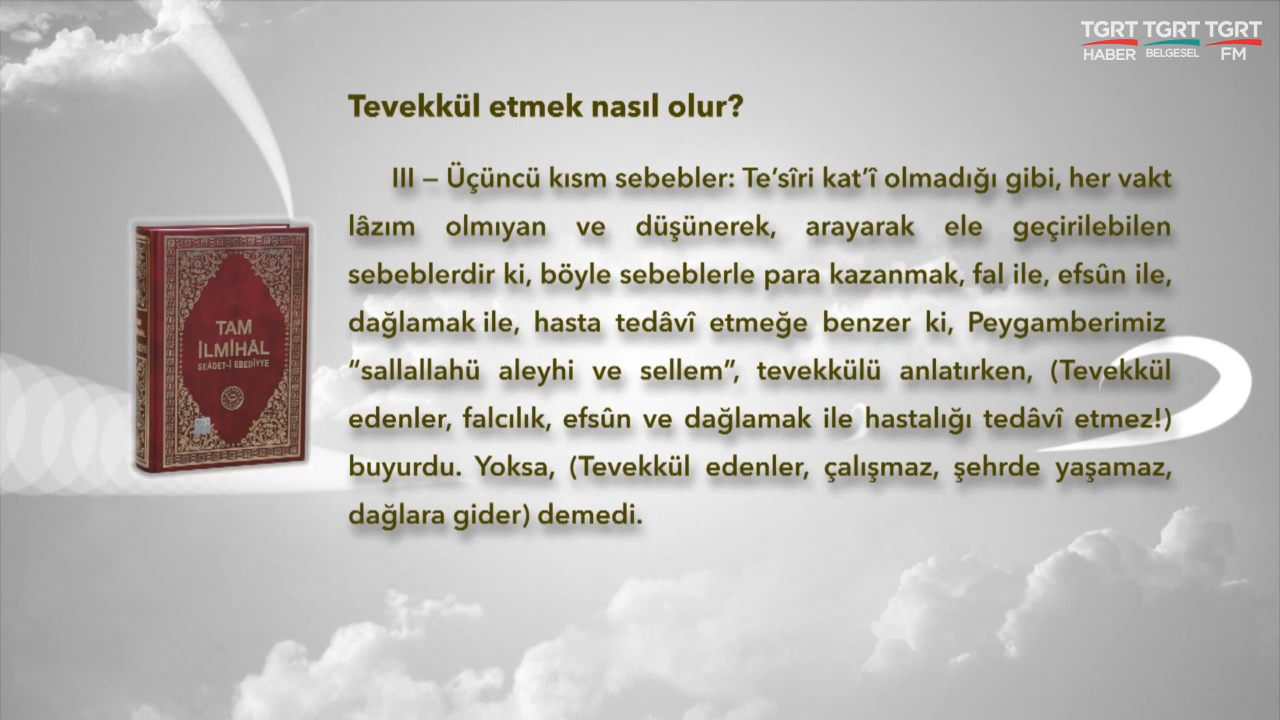 TGRT TGRT TGRT
HABER BELGESEL FM
Tevekkül etmek nasıl olur?
III – Üçüncü kısm sebebler: Te’sîri kat’î olmadığı gibi, her vakt
lâzım olmıyan ve düşünerek, arayarak ele geçirilebilen
sebeblerdir ki, böyle sebeblerle para kazanmak, fal ile, efsûn ile,
dağlamak ile, hasta tedâvî etmeğe benzer ki, Peygamberimiz
“sallallahü aleyhi ve sellem”, tevekkülü anlatırken, (Tevekkül
edenler, falcılık, efsûn ve dağlamak ile hastalığı tedâvî etmez!)
buyurdu. Yoksa, (Tevekkül edenler, çalışmaz, şehrde yaşamaz,
dağlara gider) demedi.
TAM
İLMİHÂL
SEÂDET-İ EBEDİYYE